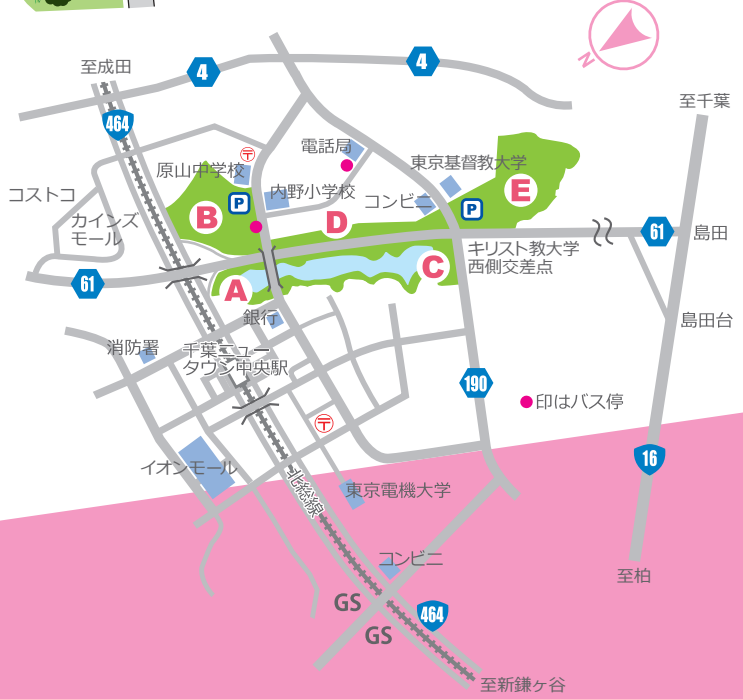 N
至成田
4
4
至千葉
464
電話局
原山中学校
〒
東京基督教大学
コストコ
P
内野小学校
コンビニ
P
E
カインズ
モール
B
D
61
島田
キリスト教大学
西側交差点
61
A
C
銀行
島田台
消防署
千葉ニュー
タウン中央駅
190
印はバス停
〒
16
イオンモール
北総線
東京電機大学
コンビニ
至柏
GS
464
GS
至新鎌ヶ谷